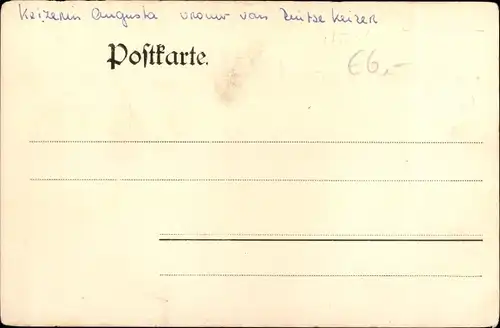 Keizerin Augusta vrouw van Duitse Keizer
Postkarte.
€6,-